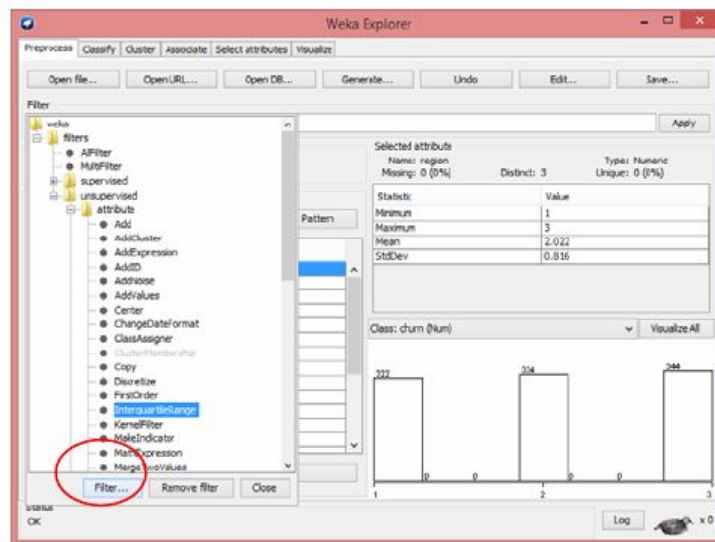 Weka Explorer
Preprocess Classify Cluster Associate Select attributes Visualize
Open file... Open URL... Open DB... Generate... Undo Edit... Save...
Filter
weka
filters
AllFilter
MultiFilter
supervised
unsupervised
attribute
Add
AddCluster
AddExpression
AddID
AddNoise
AddValues
Center
ChangeDateFormat
ClassAssigner
ClusterMembership
Copy
Discretize
FirstOrder
InterquartileRange
KernelFilter
MakeIndicator
MathExpression
MergeTwoValues
Filter... Remove filter Close
Apply
Pattern
Selected attribute
Name: region Type: Numeric
Missing: 0 (0%) Distinct: 3 Unique: 0 (0%)
Statistic Value
Minimum 1
Maximum 3
Mean 2.022
StdDev 0.816
Class: churn (Num) Visualize All
322 334 344
0 0 0 0
1 2 3
Status
OK
Log x 0